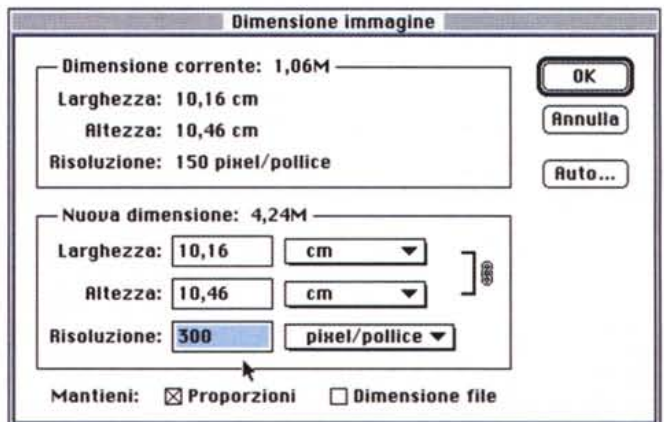 Dimensione immagine
Dimensione corrente: 1,06M
Larghezza: 10,16 cm
Altezza: 10,46 cm
Risoluzione: 150 pixel/pollice
OK
Annulla
Auto...
Nuova dimensione: 4,24M
Larghezza: 10,16 cm
Altezza: 10,46 cm
Risoluzione: 300 pixel/pollice
Mantieni: Proporzioni Dimensione file